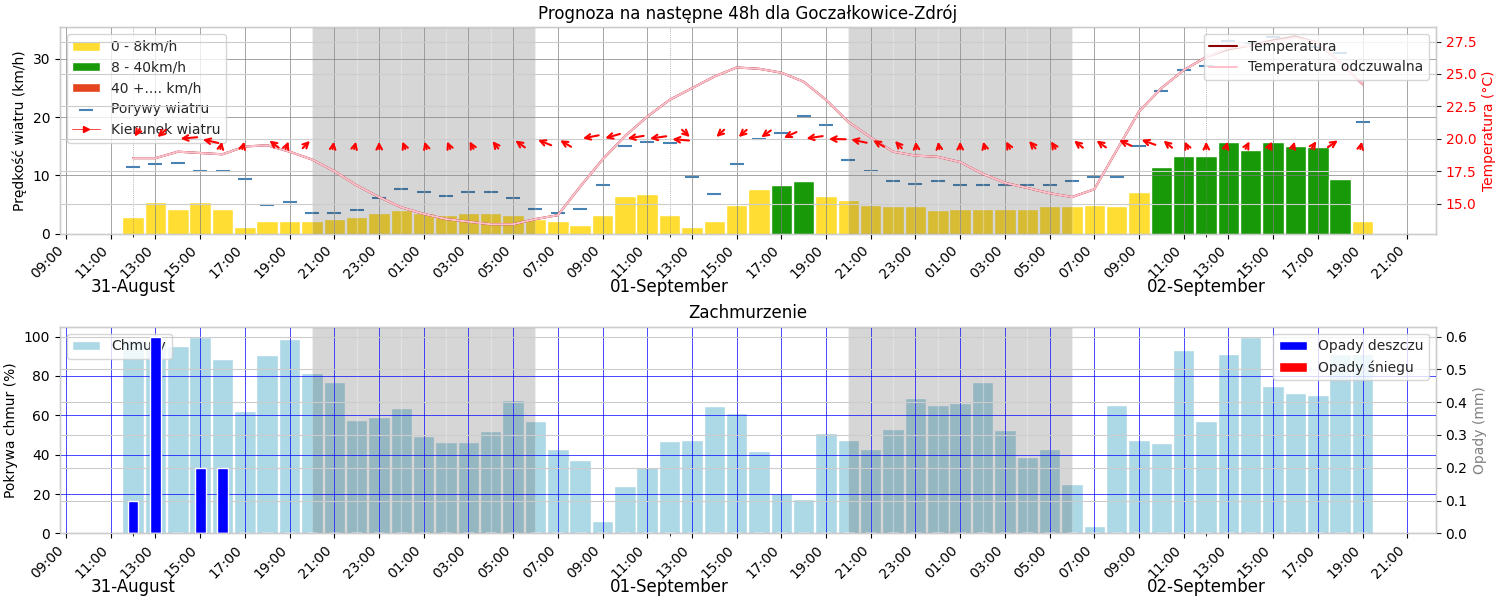 Prognoza na następne 48h dla Goczałkowice-Zdrój
Prędkość wiatru (km/h)
30
20
10
0
0 - 8km/h
8 - 40km/h
40 +.... km/h
Porywy wiatru
Kierunek wiatru
Temperatura
Temperatura odczuwalna
27.5
25.0
22.5
20.0
17.5
15.0
Temperatura (°C)
09:00 11:00 13:00 15:00 17:00 19:00 21:00 23:00 01:00 03:00 05:00 07:00 09:00 11:00 13:00 15:00 17:00 19:00 21:00 23:00 01:00 03:00 05:00 07:00 09:00 11:00 13:00 15:00 17:00 19:00 21:00
31-August 01-September 02-September
Zachmurzenie
Pokrywa chmur (%)
100
80
60
40
20
0
Chmury
Opady deszczu
Opady śniegu
0.6
0.5
0.4
0.3
0.2
0.1
0.0
Opady (mm)
09:00 11:00 13:00 15:00 17:00 19:00 21:00 23:00 01:00 03:00 05:00 07:00 09:00 11:00 13:00 15:00 17:00 19:00 21:00 23:00 01:00 03:00 05:00 07:00 09:00 11:00 13:00 15:00 17:00 19:00 21:00
31-August 01-September 02-September